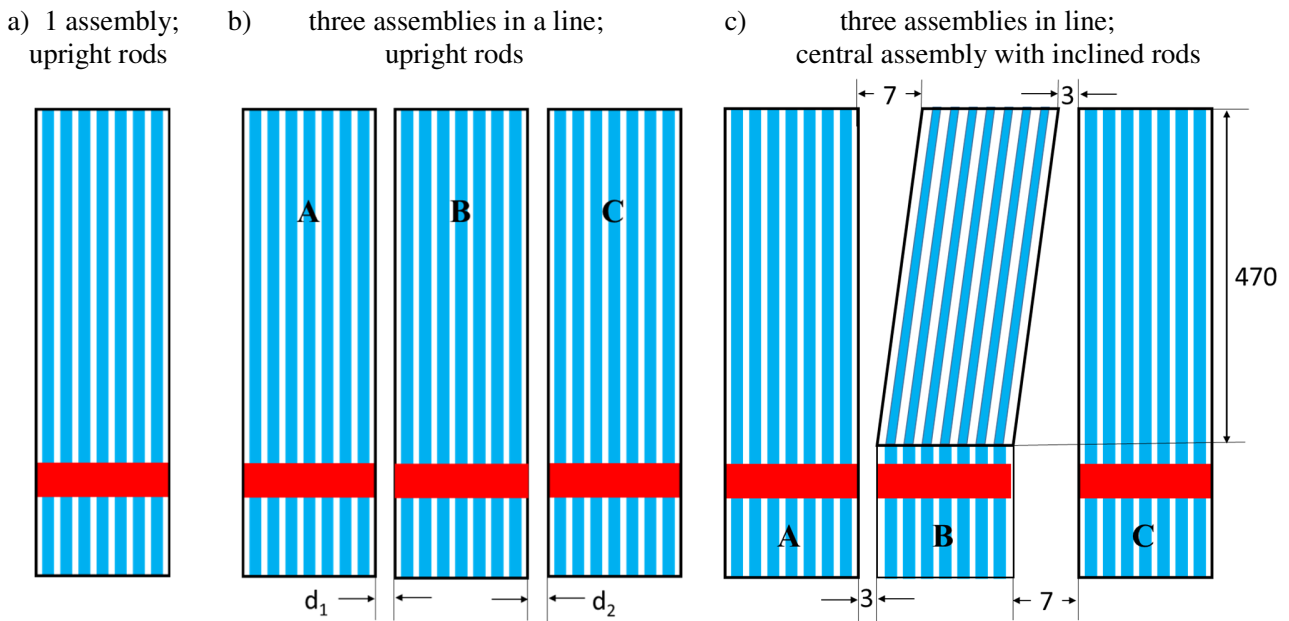 a) 1 assembly;
upright rods
b) three assemblies in a line;
upright rods
c) three assemblies in line;
central assembly with inclined rods
A
B
C
d₁
d₂
7
3
470
A
B
C
3
7